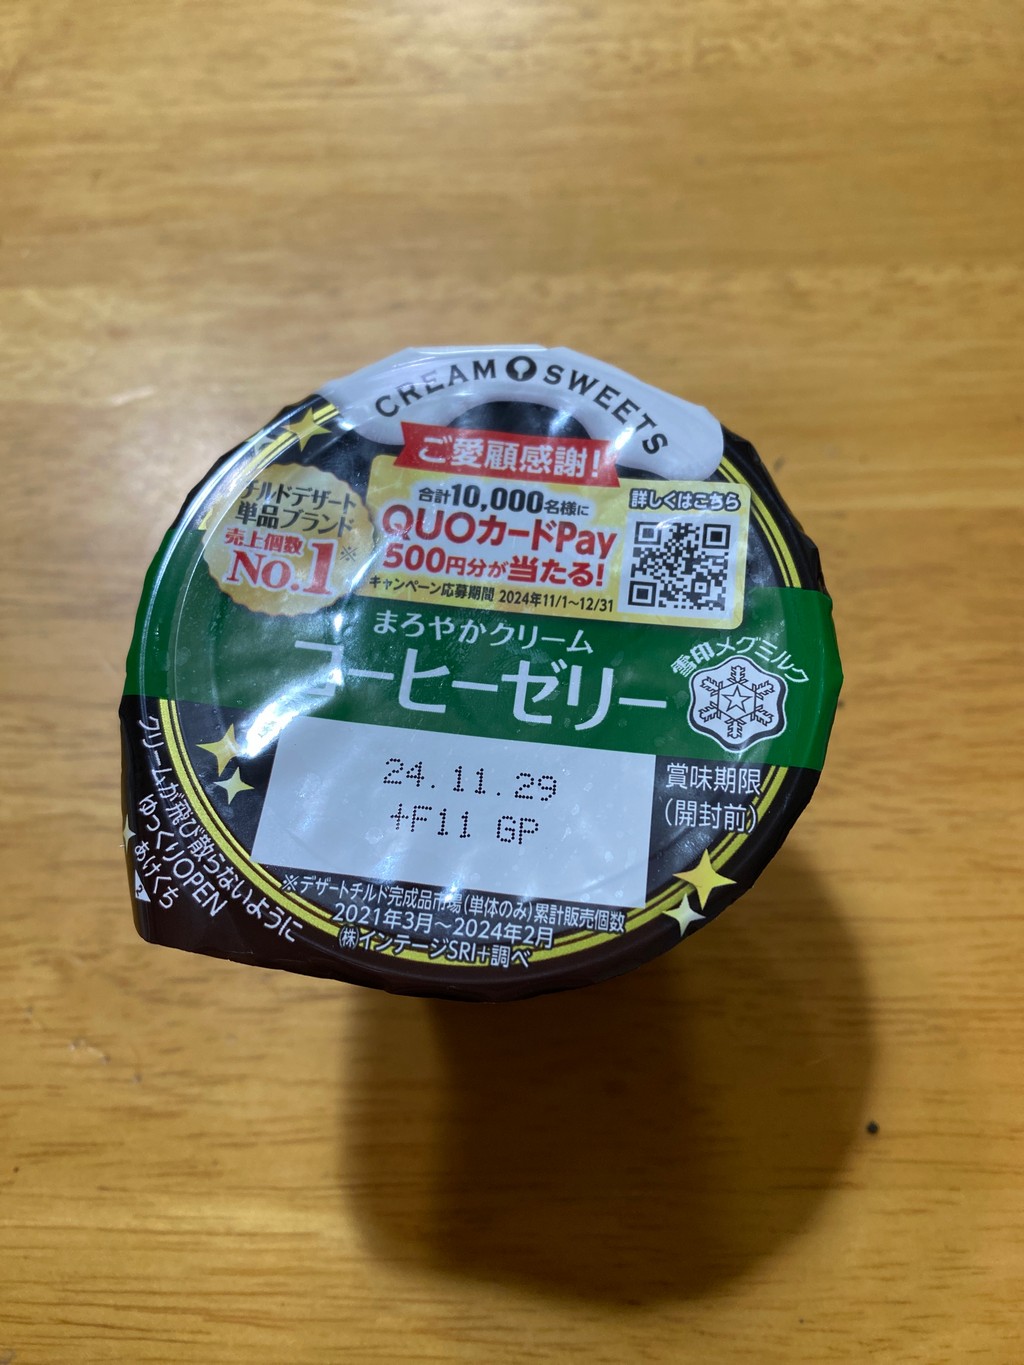 CREAM SWEETS
ご愛顧感謝!
チルドデザート
単品ブランド
売上個数
No.1※
合計10,000名様に
QUOカードPay
500円分が当たる!
キャンペーン応募期間 2024年11/1〜12/31
詳しくはこちら
まろやかクリーム
コーヒーゼリー
雪印メグミルク
24.11.29
+F11 GP
賞味期限
(開封前)
※デザートチルド完成品市場(単体のみ)累計販売個数
2021年3月〜2024年2月
㈱インテージSRI+調べ
クリームが飛び散らないように
ゆっくりOPEN
あけくち